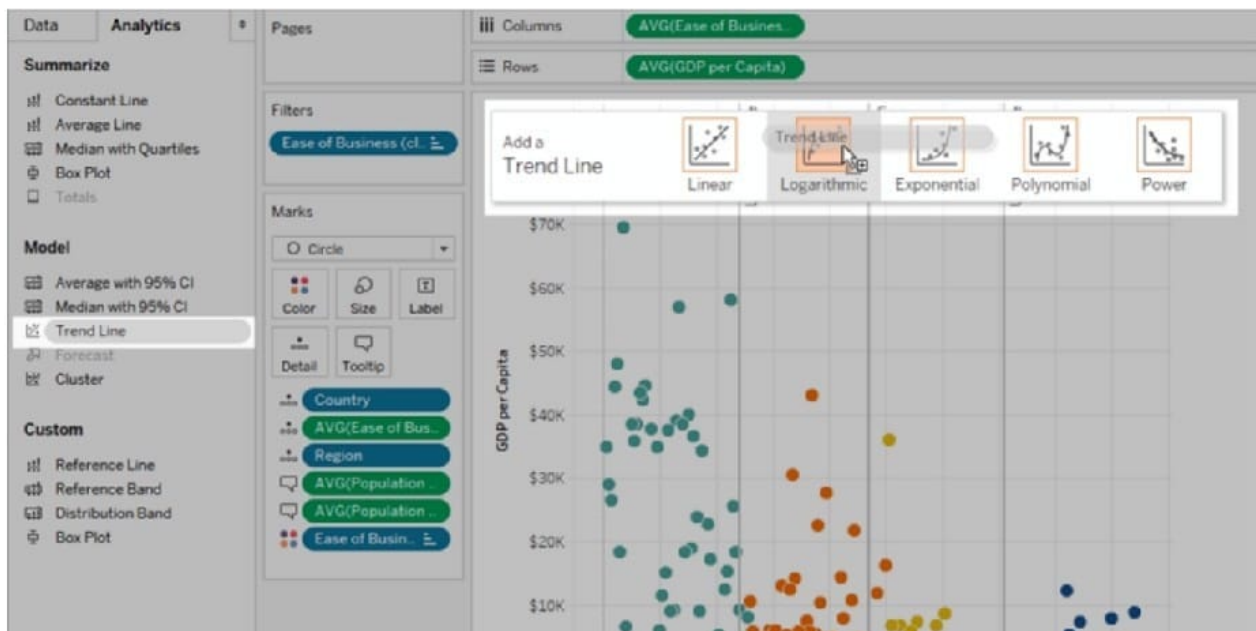 Data
Analytics
Pages
Columns
AVG(Ease of Busines..
Rows
AVG(GDP per Capita)
Summarize
Constant Line
Average Line
Median with Quartiles
Box Plot
Totals
Model
Average with 95% CI
Median with 95% CI
Trend Line
Forecast
Cluster
Custom
Reference Line
Reference Band
Distribution Band
Box Plot
Filters
Ease of Business (cl..
Marks
Circle
Color
Size
Label
Detail
Tooltip
Country
AVG(Ease of Bus..
Region
AVG(Population ..
AVG(Population ..
Ease of Busin..
Add a
Trend Line
Trend Line
Linear
Logarithmic
Exponential
Polynomial
Power
GDP per Capita
$70K
$60K
$50K
$40K
$30K
$20K
$10K